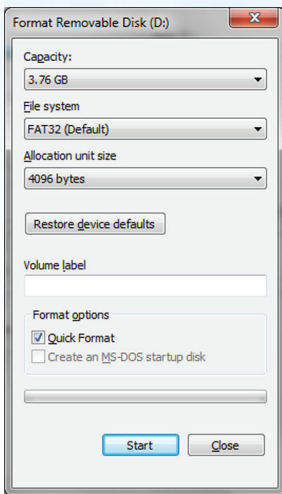 Format Removable Disk (D:)
Capacity:
3.76 GB
File system
FAT32 (Default)
Allocation unit size
4096 bytes
Restore device defaults
Volume label
Format options
Quick Format
Create an MS-DOS startup disk
Start
Close